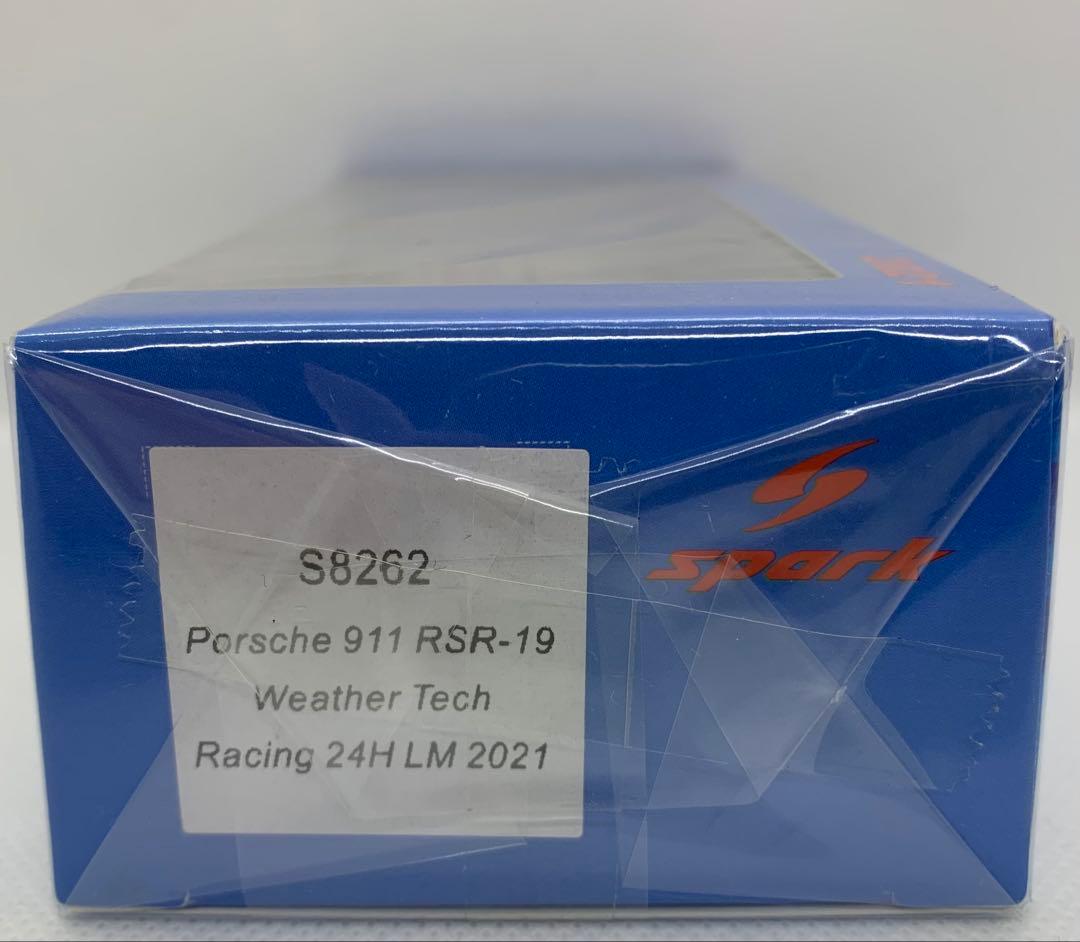 S8262
Porsche 911 RSR-19
Weather Tech
Racing 24H LM 2021
spark